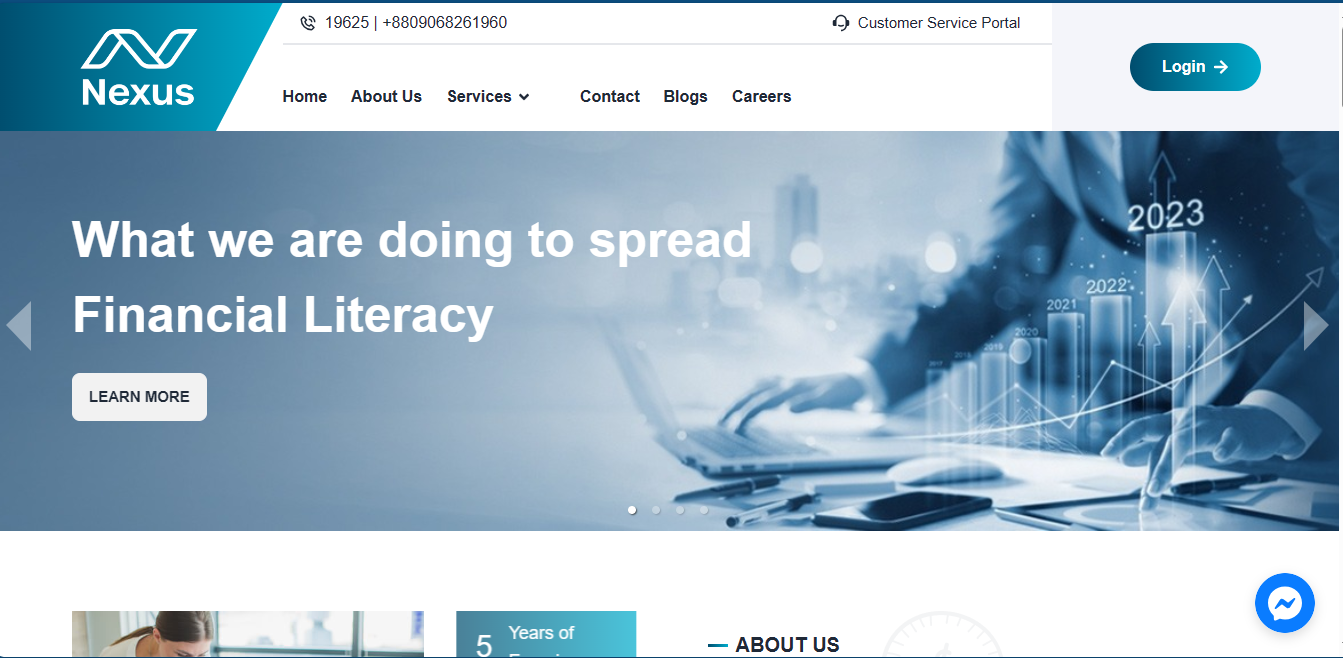 19625 | +8809068261960
Customer Service Portal
Nexus
Home
About Us
Services
Contact
Blogs
Careers
Login
What we are doing to spread
Financial Literacy
LEARN MORE
2023
2022
2021
2020
2019
2018
2017
5
Years of
ABOUT US